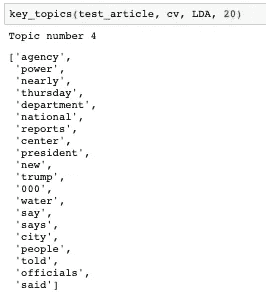 key_topics(test_article, cv, LDA, 20)
Topic number 4
['agency',
'power',
'nearly',
'thursday',
'department',
'national',
'reports',
'center',
'president',
'new',
'trump',
'000',
'water',
'say',
'says',
'city',
'people',
'told',
'officials',
'said']